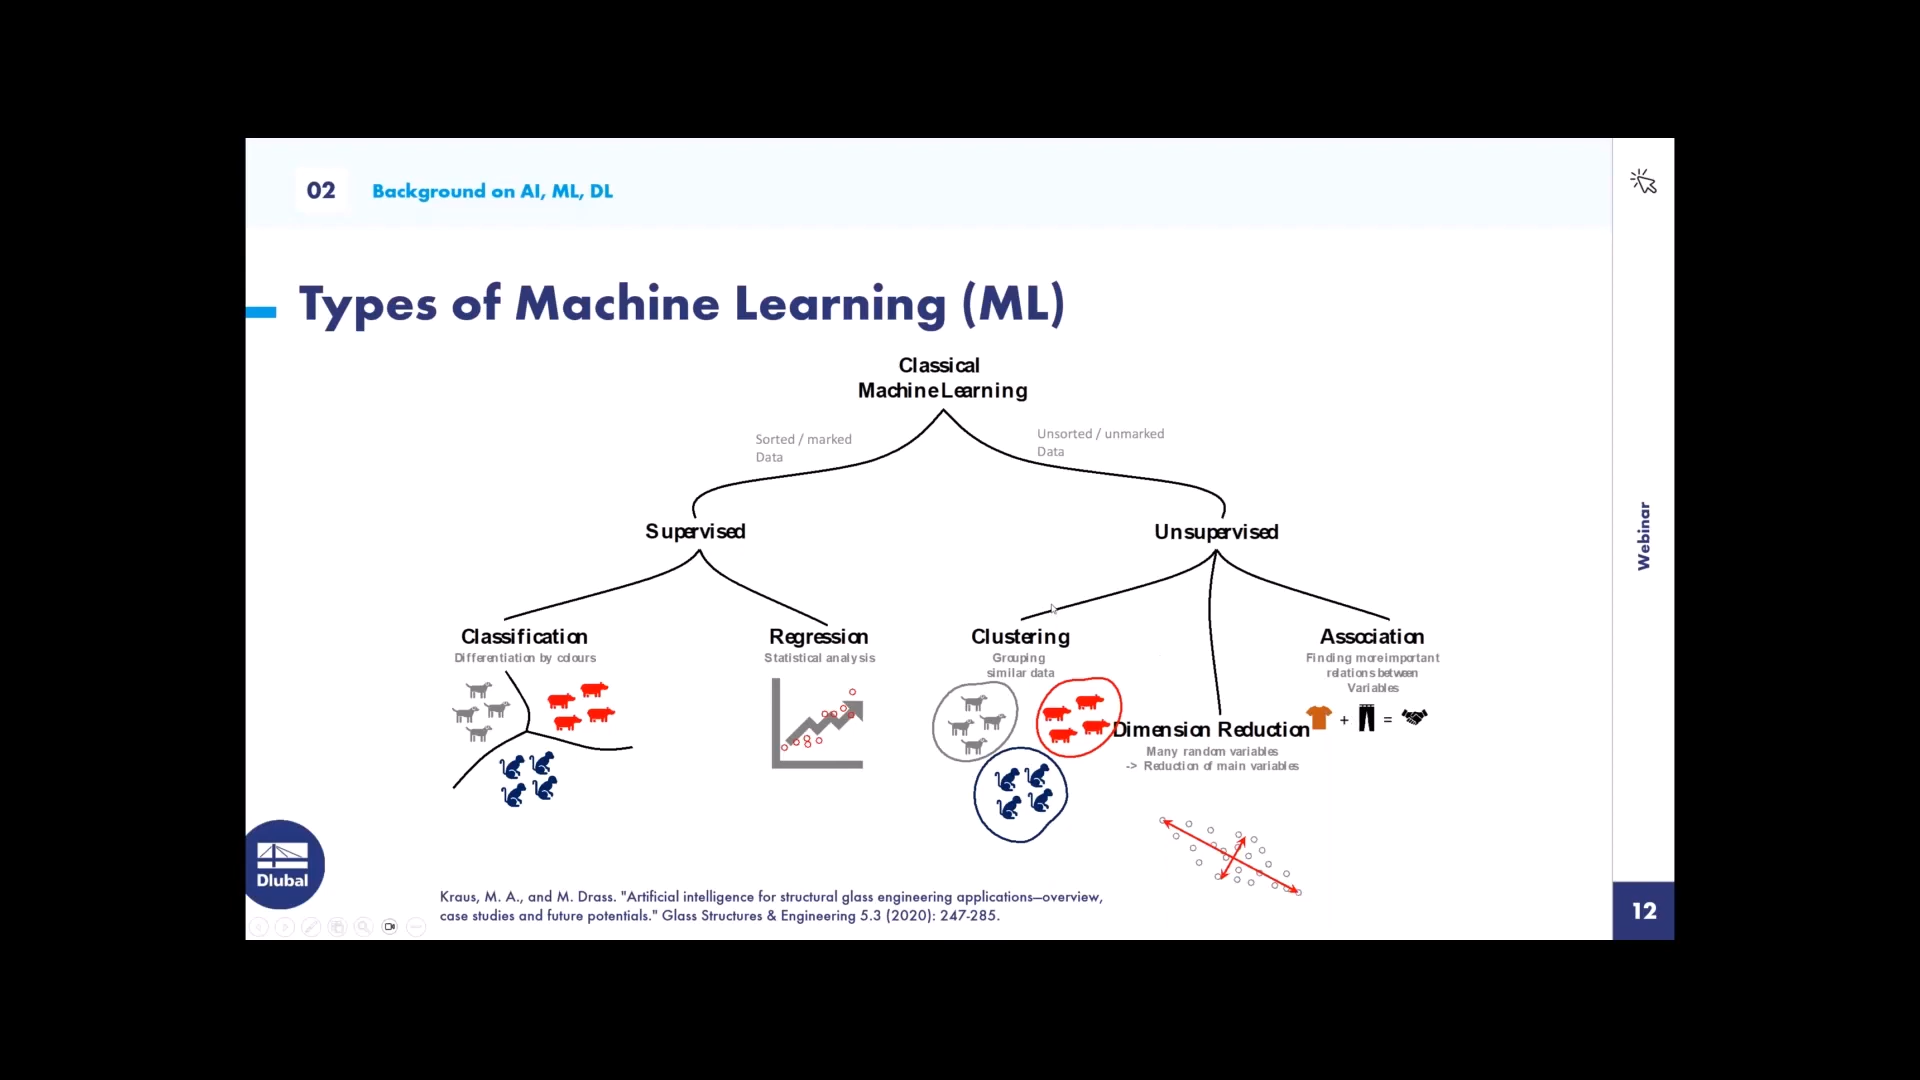 02
Background on AI, ML, DL
Types of Machine Learning (ML)
Classical
Machine Learning
Sorted / marked
Data
Unsorted / unmarked
Data
Supervised
Unsupervised
Classification
Differentiation by colours
Regression
Statistical analysis
Clustering
Grouping
similar data
Association
Finding more important
relations between
Variables
+ =
Dimension Reduction
Many random variables
-> Reduction of main variables
Dlubal
Kraus, M. A., and M. Drass. "Artificial intelligence for structural glass engineering applications—overview,
case studies and future potentials." Glass Structures & Engineering 5.3 (2020): 247-285.
Webinar
12